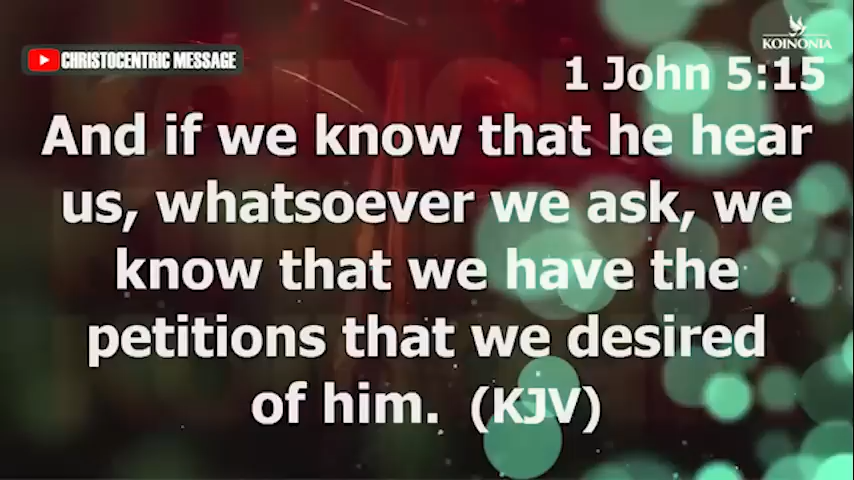 KOINONIA
CHRISTOCENTRIC MESSAGE
1 John 5:15
And if we know that he hear
us, whatsoever we ask, we
know that we have the
petitions that we desired
of him. (KJV)